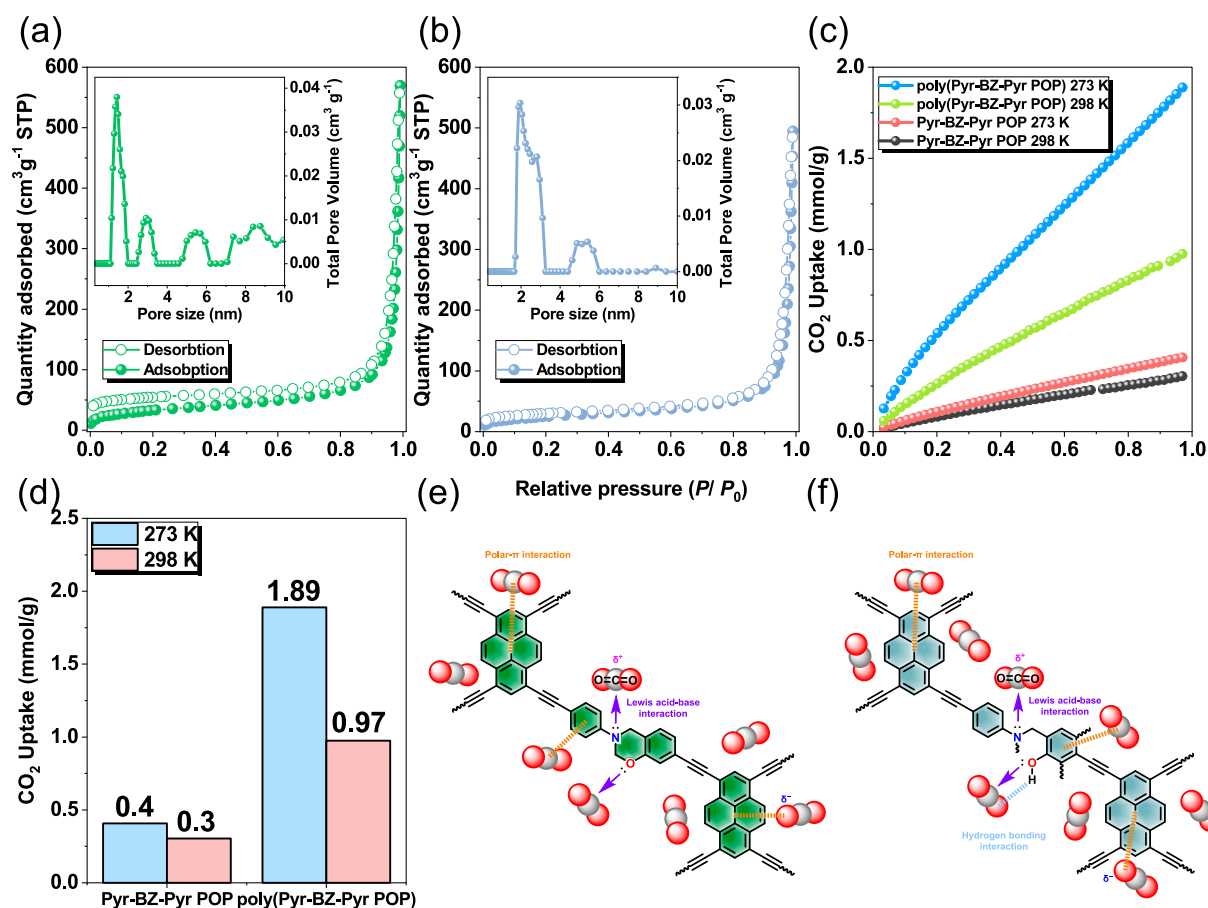 (a)
600
500
400
300
200
100
0
Quantity adsorbed (cm³g⁻¹ STP)
0.04
0.03
0.02
0.01
0.00
Total Pore Volume (cm³ g⁻¹)
2 4 6 8 10
Pore size (nm)
Desorbtion
Adsobption
0.0 0.2 0.4 0.6 0.8 1.0
(b)
600
500
400
300
200
100
0
Quantity adsorbed (cm³g⁻¹ STP)
0.03
0.02
0.01
0.00
Total Pore Volume (cm³ g⁻¹)
2 4 6 8 10
Pore size (nm)
Desorbtion
Adsobption
0.0 0.2 0.4 0.6 0.8 1.0
Relative pressure (P/ P₀)
(c)
2.0
1.5
1.0
0.5
0.0
CO₂ Uptake (mmol/g)
poly(Pyr-BZ-Pyr POP) 273 K
poly(Pyr-BZ-Pyr POP) 298 K
Pyr-BZ-Pyr POP 273 K
Pyr-BZ-Pyr POP 298 K
0.0 0.2 0.4 0.6 0.8 1.0
(d)
2.5
2.0
1.5
1.0
0.5
0.0
CO₂ Uptake (mmol/g)
273 K
298 K
0.4
0.3
1.89
0.97
Pyr-BZ-Pyr POP poly(Pyr-BZ-Pyr POP)
(e)
Polar-π interaction
δ⁺
O=C=O
Lewis acid-base
interaction
N
O
δ⁻
(f)
Polar-π interaction
δ⁺
O=C=O
Lewis acid-base
interaction
N
O
H
Hydrogen bonding
interaction
δ⁻